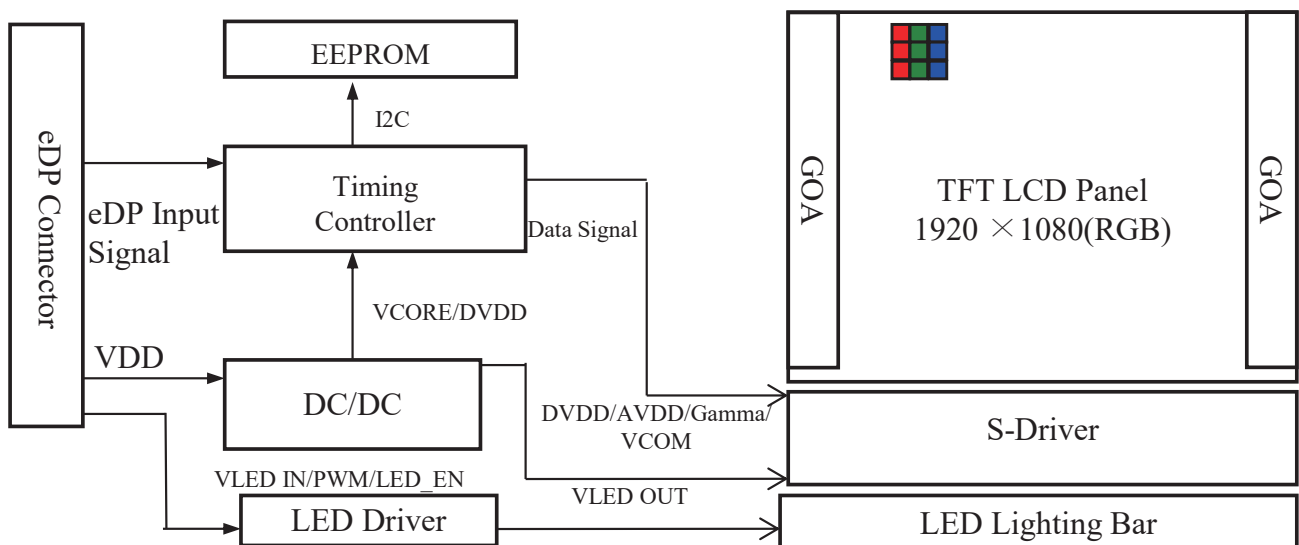 EEPROM
I2C
eDP Connector
eDP Input
Signal
Timing
Controller
Data Signal
VCORE/DVDD
VDD
DC/DC
DVDD/AVDD/Gamma/
VCOM
VLED IN/PWM/LED_EN
VLED OUT
LED Driver
GOA
TFT LCD Panel
1920 ×1080(RGB)
GOA
S-Driver
LED Lighting Bar